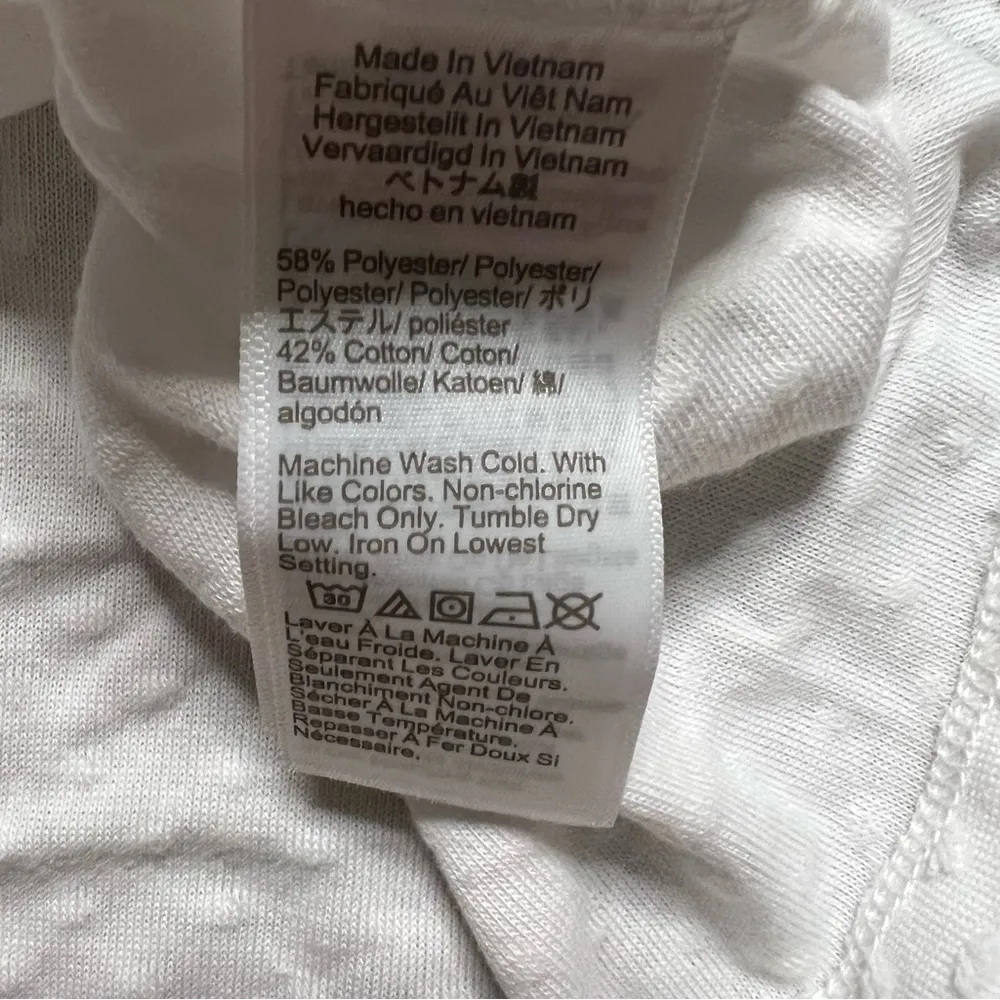 Made In Vietnam
Fabriqué Au Viêt Nam
Hergestellt In Vietnam
Vervaardigd In Vietnam
ベトナム製
hecho en vietnam
58% Polyester/ Polyester/
Polyester/ Polyester/ ポリ
エステル/ poliéster
42% Cotton/ Coton/
Baumwolle/ Katoen/ 綿/
algodón
Machine Wash Cold. With
Like Colors. Non-chlorine
Bleach Only. Tumble Dry
Low. Iron On Lowest
Setting.
30
Laver À La Machine À
L'eau Froide. Laver En
Séparant Les Couleurs.
Seulement Agent De
Blanchiment Non-chlore.
Sécher À La Machine À
Basse Température.
Repasser À Fer Doux Si
Nécessaire.